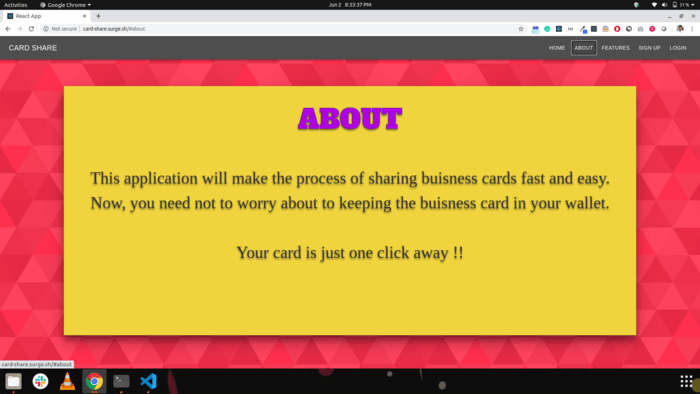 Activities
Google Chrome
Jun 2 8:33:37 PM
31%
React App
Not secure
card-share.surge.sh/#about
CARD SHARE
HOME
ABOUT
FEATURES
SIGN UP
LOGIN
ABOUT
This application will make the process of sharing buisness cards fast and easy.
Now, you need not to worry about to keeping the buisness card in your wallet.
Your card is just one click away !!
card-share.surge.sh/#about